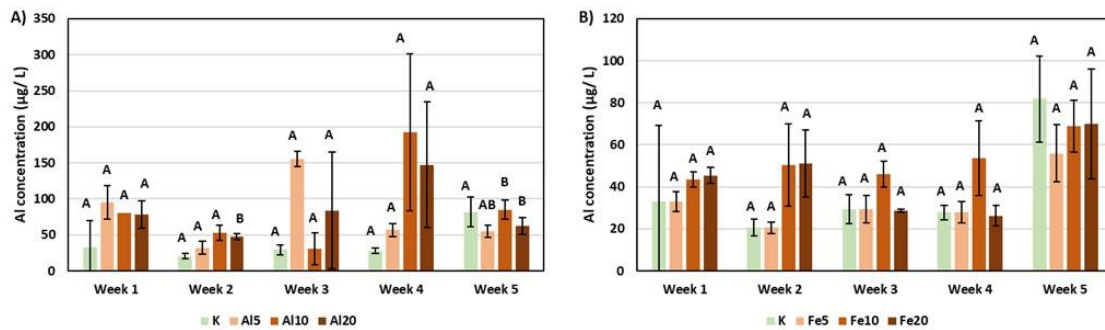 A)
Al concentration (µg/ L)
350
300
250
200
150
100
50
0
A A A A
A A A B
A A A A
A A A A
A AB B B
Week 1 Week 2 Week 3 Week 4 Week 5
K Al5 Al10 Al20
B)
Al concentration (µg/ L)
120
100
80
60
40
20
0
A A A A
A A A A
A A A A
A A A A
A A A A
Week 1 Week 2 Week 3 Week 4 Week 5
K Fe5 Fe10 Fe20